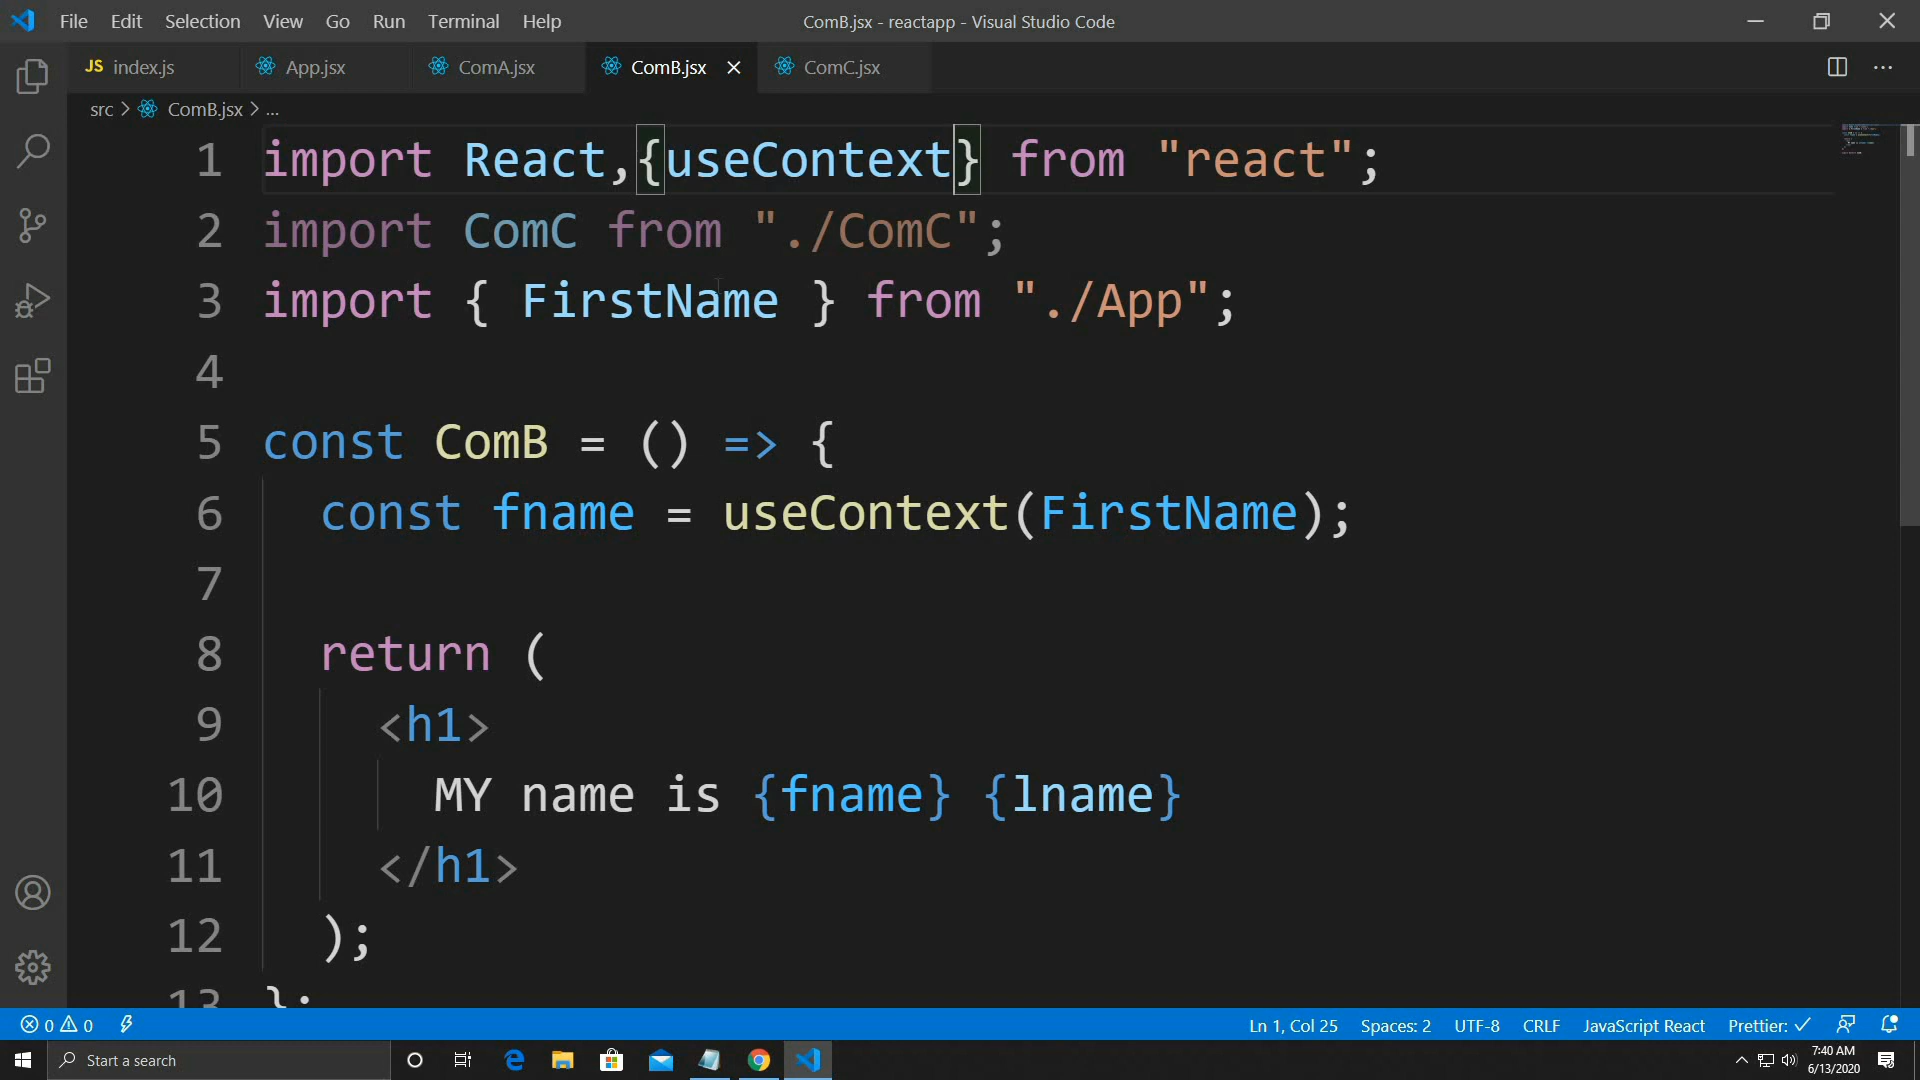 File Edit Selection View Go Run Terminal Help
ComB.jsx - reactapp - Visual Studio Code
JS index.js
App.jsx
ComA.jsx
ComB.jsx
ComC.jsx
src > ComB.jsx > ...
1 import React,{useContext} from "react";
2 import ComC from "./ComC";
3 import { FirstName } from "./App";
4
5 const ComB = () => {
6 const fname = useContext(FirstName);
7
8 return (
9 <h1>
10 MY name is {fname} {lname}
11 </h1>
12 );
13 };
0 0
Ln 1, Col 25 Spaces: 2 UTF-8 CRLF JavaScript React Prettier: ✓
Start a search
7:40 AM
6/13/2020